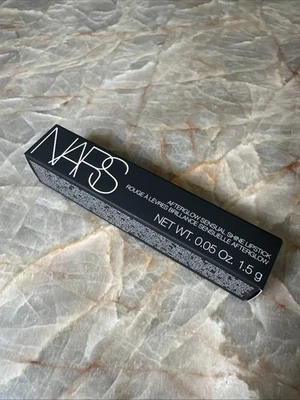 NARS
AFTERGLOW SENSUAL SHINE LIPSTICK
ROUGE À LÈVRES BRILLANCE SENSUELLE AFTERGLOW
NET WT. 0.05 Oz. 1.5 g